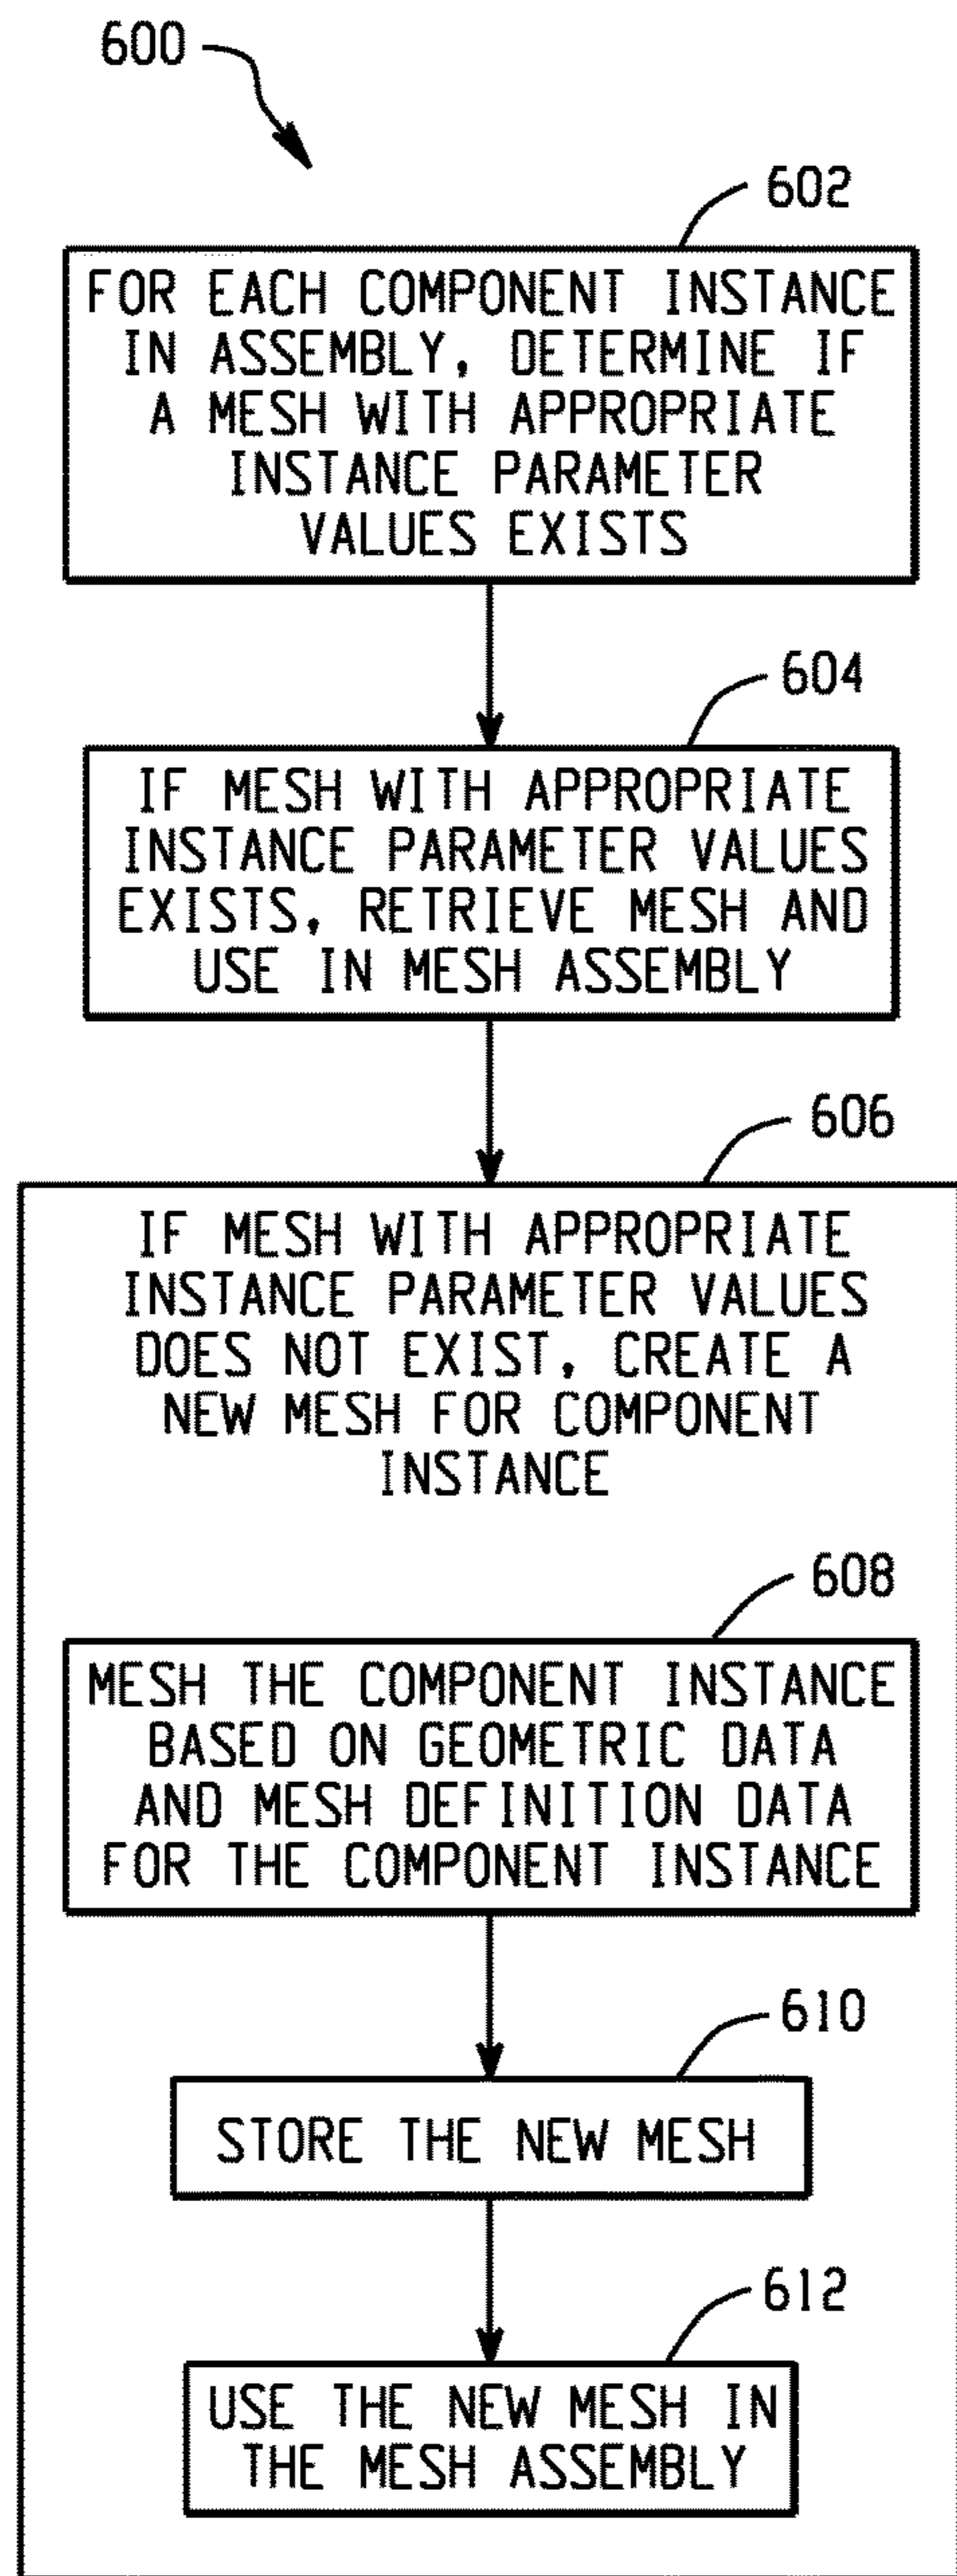 600
602
FOR EACH COMPONENT INSTANCE
IN ASSEMBLY, DETERMINE IF
A MESH WITH APPROPRIATE
INSTANCE PARAMETER
VALUES EXISTS
604
IF MESH WITH APPROPRIATE
INSTANCE PARAMETER VALUES
EXISTS, RETRIEVE MESH AND
USE IN MESH ASSEMBLY
606
IF MESH WITH APPROPRIATE
INSTANCE PARAMETER VALUES
DOES NOT EXIST, CREATE A
NEW MESH FOR COMPONENT
INSTANCE
608
MESH THE COMPONENT INSTANCE
BASED ON GEOMETRIC DATA
AND MESH DEFINITION DATA
FOR THE COMPONENT INSTANCE
610
STORE THE NEW MESH
612
USE THE NEW MESH IN
THE MESH ASSEMBLY